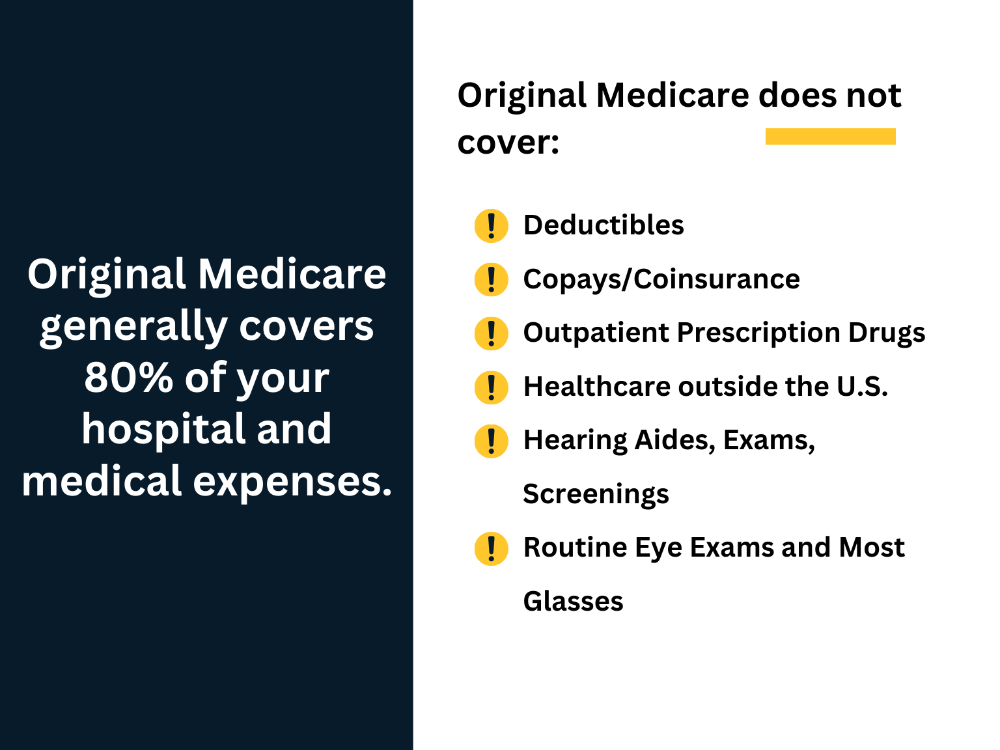 Original Medicare
generally covers
80% of your
hospital and
medical expenses.
Original Medicare does not
cover:
Deductibles
Copays/Coinsurance
Outpatient Prescription Drugs
Healthcare outside the U.S.
Hearing Aides, Exams,
Screenings
Routine Eye Exams and Most
Glasses